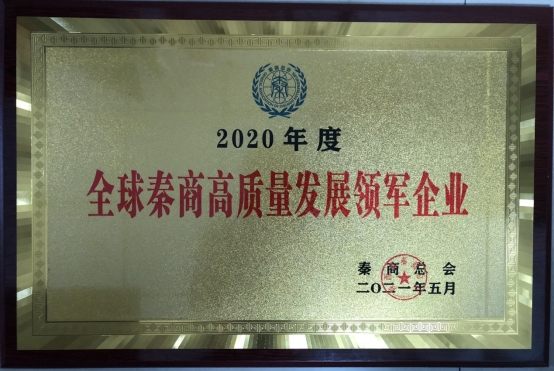 2020年度
全球秦商高质量发展领军企业
秦商总会
二〇二一年五月